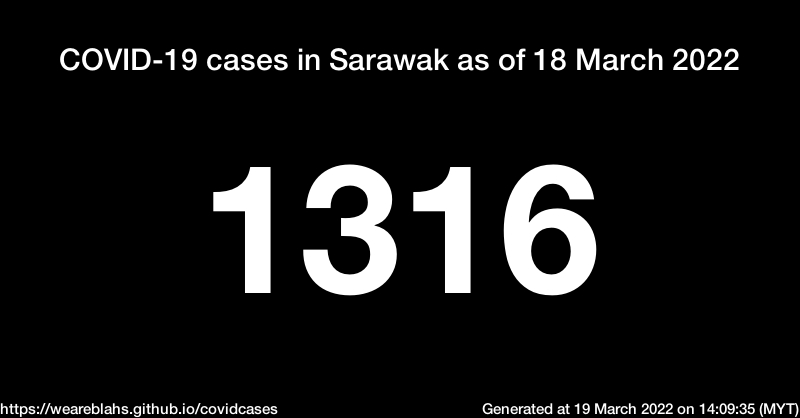 COVID-19 cases in Sarawak as of 18 March 2022
1316
https://weareblahs.github.io/covidcases
Generated at 19 March 2022 on 14:09:35 (MYT)